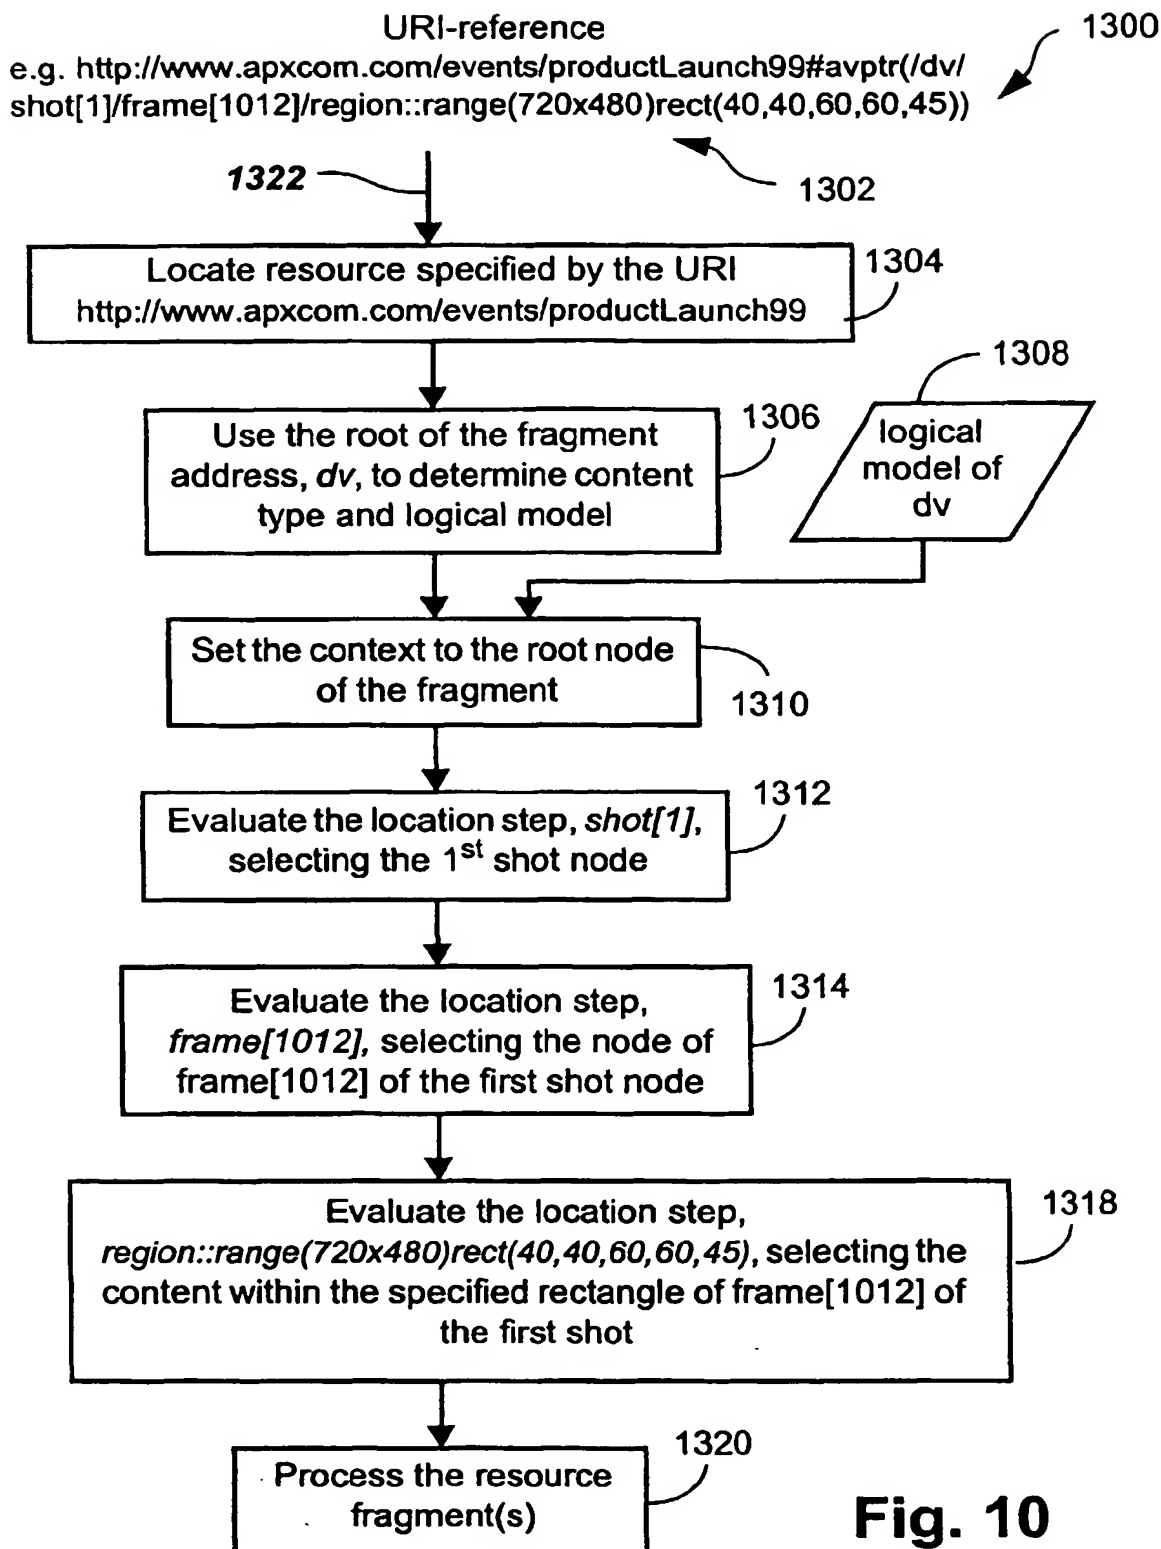 URI-reference
1300
e.g. http://www.apxcom.com/events/productLaunch99#avptr(/dv/
shot[1]/frame[1012]/region::range(720x480)rect(40,40,60,60,45))
1322
1302
Locate resource specified by the URI
http://www.apxcom.com/events/productLaunch99
1304
1308
Use the root of the fragment
address, dv, to determine content
type and logical model
1306
logical
model of
dv
Set the context to the root node
of the fragment
1310
Evaluate the location step, shot[1],
selecting the 1st shot node
1312
Evaluate the location step,
frame[1012], selecting the node of
frame[1012] of the first shot node
1314
Evaluate the location step,
region::range(720x480)rect(40,40,60,60,45), selecting the
content within the specified rectangle of frame[1012] of
the first shot
1318
Process the resource
fragment(s)
1320
Fig. 10